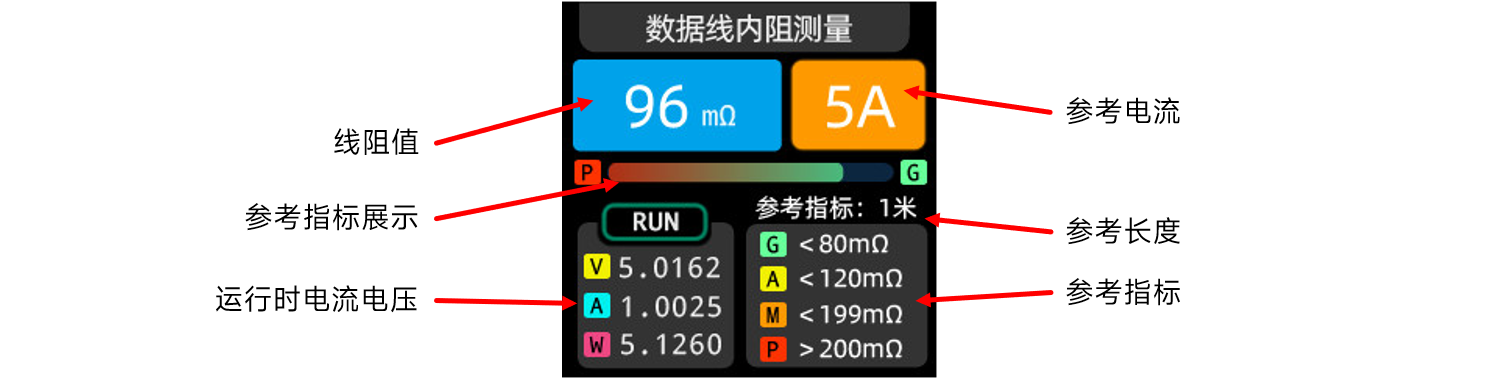 数据线内阻测量
96 mΩ
5A
参考电流
线阻值
P
G
参考指标展示
RUN
参考指标：1米
参考长度
V 5.0162
A 1.0025
W 5.1260
运行时电流电压
G <80mΩ
A <120mΩ
M <199mΩ
P >200mΩ
参考指标